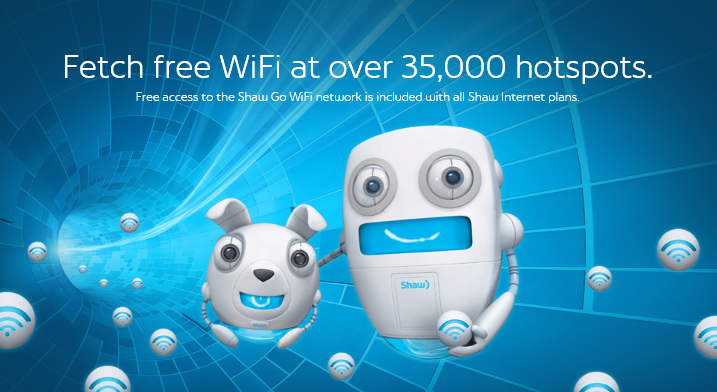 Fetch free WiFi at over 35,000 hotspots.
Free access to the Shaw Go WiFi network is included with all Shaw Internet plans.
Shaw)